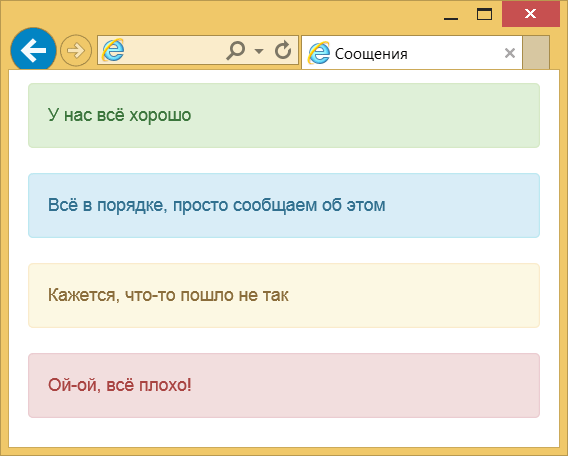 Соощения
У нас всё хорошо
Всё в порядке, просто сообщаем об этом
Кажется, что-то пошло не так
Ой-ой, всё плохо!